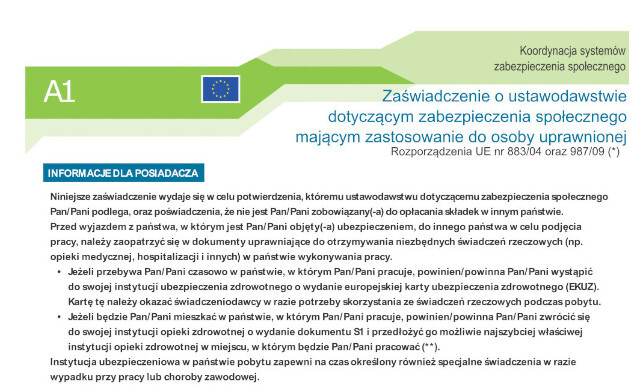 A1
Koordynacja systemów
zabezpieczenia społecznego
Zaświadczenie o ustawodawstwie
dotyczącym zabezpieczenia społecznego
mającym zastosowanie do osoby uprawnionej
Rozporządzenia UE nr 883/04 oraz 987/09 (*)
INFORMACJE DLA POSIADACZA
Niniejsze zaświadczenie wydaje się w celu potwierdzenia, któremu ustawodawstwu dotyczącemu zabezpieczenia społecznego
Pan/Pani podlega, oraz poświadczenia, że nie jest Pan/Pani zobowiązany(-a) do opłacania składek w innym państwie.
Przed wyjazdem z państwa, w którym jest Pan/Pani objęty(-a) ubezpieczeniem, do innego państwa w celu podjęcia
pracy, należy zaopatrzyć się w dokumenty uprawniające do otrzymywania niezbędnych świadczeń rzeczowych (np.
opieki medycznej, hospitalizacji i innych) w państwie wykonywania pracy.
• Jeżeli przebywa Pan/Pani czasowo w państwie, w którym Pan/Pani pracuje, powinien/powinna Pan/Pani wystąpić
do swojej instytucji ubezpieczenia zdrowotnego o wydanie europejskiej karty ubezpieczenia zdrowotnego (EKUZ).
Kartę tę należy okazać świadczeniodawcy w razie potrzeby skorzystania ze świadczeń rzeczowych podczas pobytu.
• Jeżeli będzie Pan/Pani mieszkać w państwie, w którym Pan/Pani pracuje, powinien/powinna Pan/Pani zwrócić się
do swojej instytucji opieki zdrowotnej o wydanie dokumentu S1 i przedłożyć go możliwie najszybciej właściwej
instytucji opieki zdrowotnej w miejscu, w którym będzie Pan/Pani pracować (**).
Instytucja ubezpieczeniowa w państwie pobytu zapewni na czas określony również specjalne świadczenia w razie
wypadku przy pracy lub choroby zawodowej.